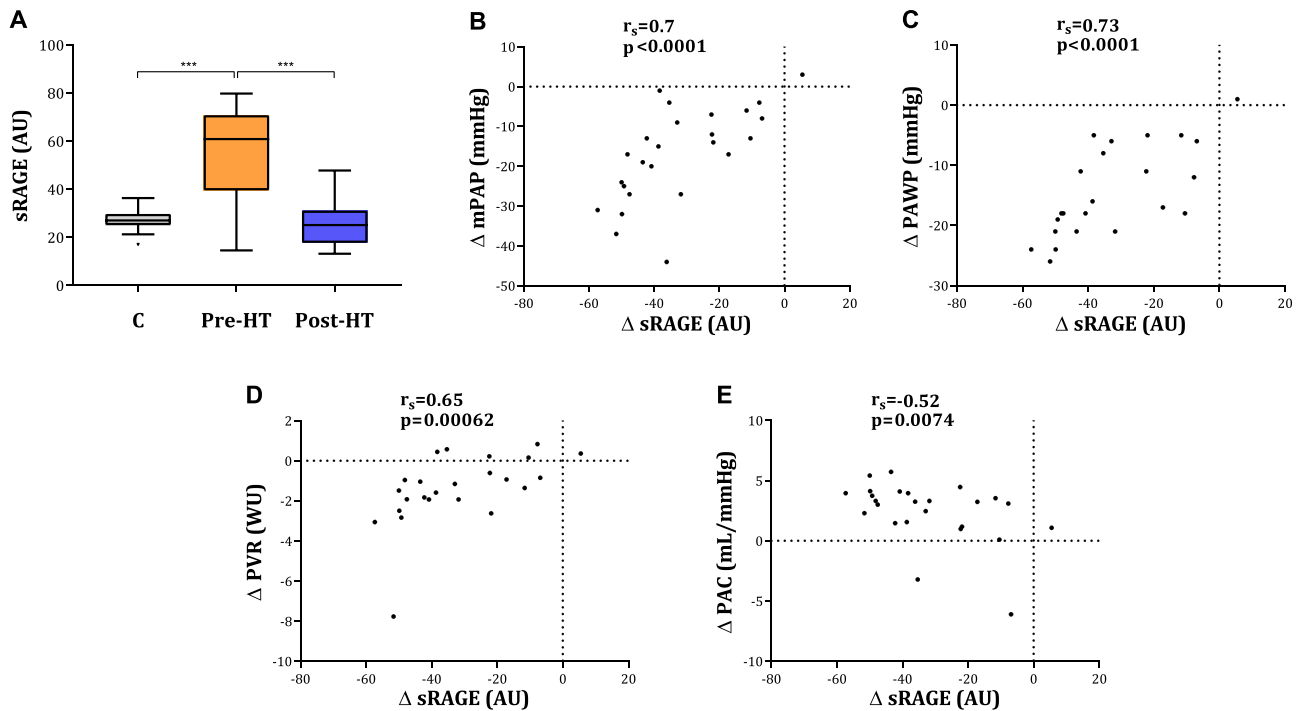 A
sRAGE (AU)
100
80
60
40
20
0
***
***
C
Pre-HT
Post-HT
B
rs=0.7
p<0.0001
Δ mPAP (mmHg)
10
0
-10
-20
-30
-40
-50
-80
-60
-40
-20
0
20
Δ sRAGE (AU)
C
rs=0.73
p<0.0001
Δ PAWP (mmHg)
10
0
-10
-20
-30
-80
-60
-40
-20
0
20
Δ sRAGE (AU)
D
rs=0.65
p=0.00062
Δ PVR (WU)
2
0
-2
-4
-6
-8
-10
-80
-60
-40
-20
0
20
Δ sRAGE (AU)
E
rs=-0.52
p=0.0074
Δ PAC (mL/mmHg)
10
5
0
-5
-10
-80
-60
-40
-20
0
20
Δ sRAGE (AU)